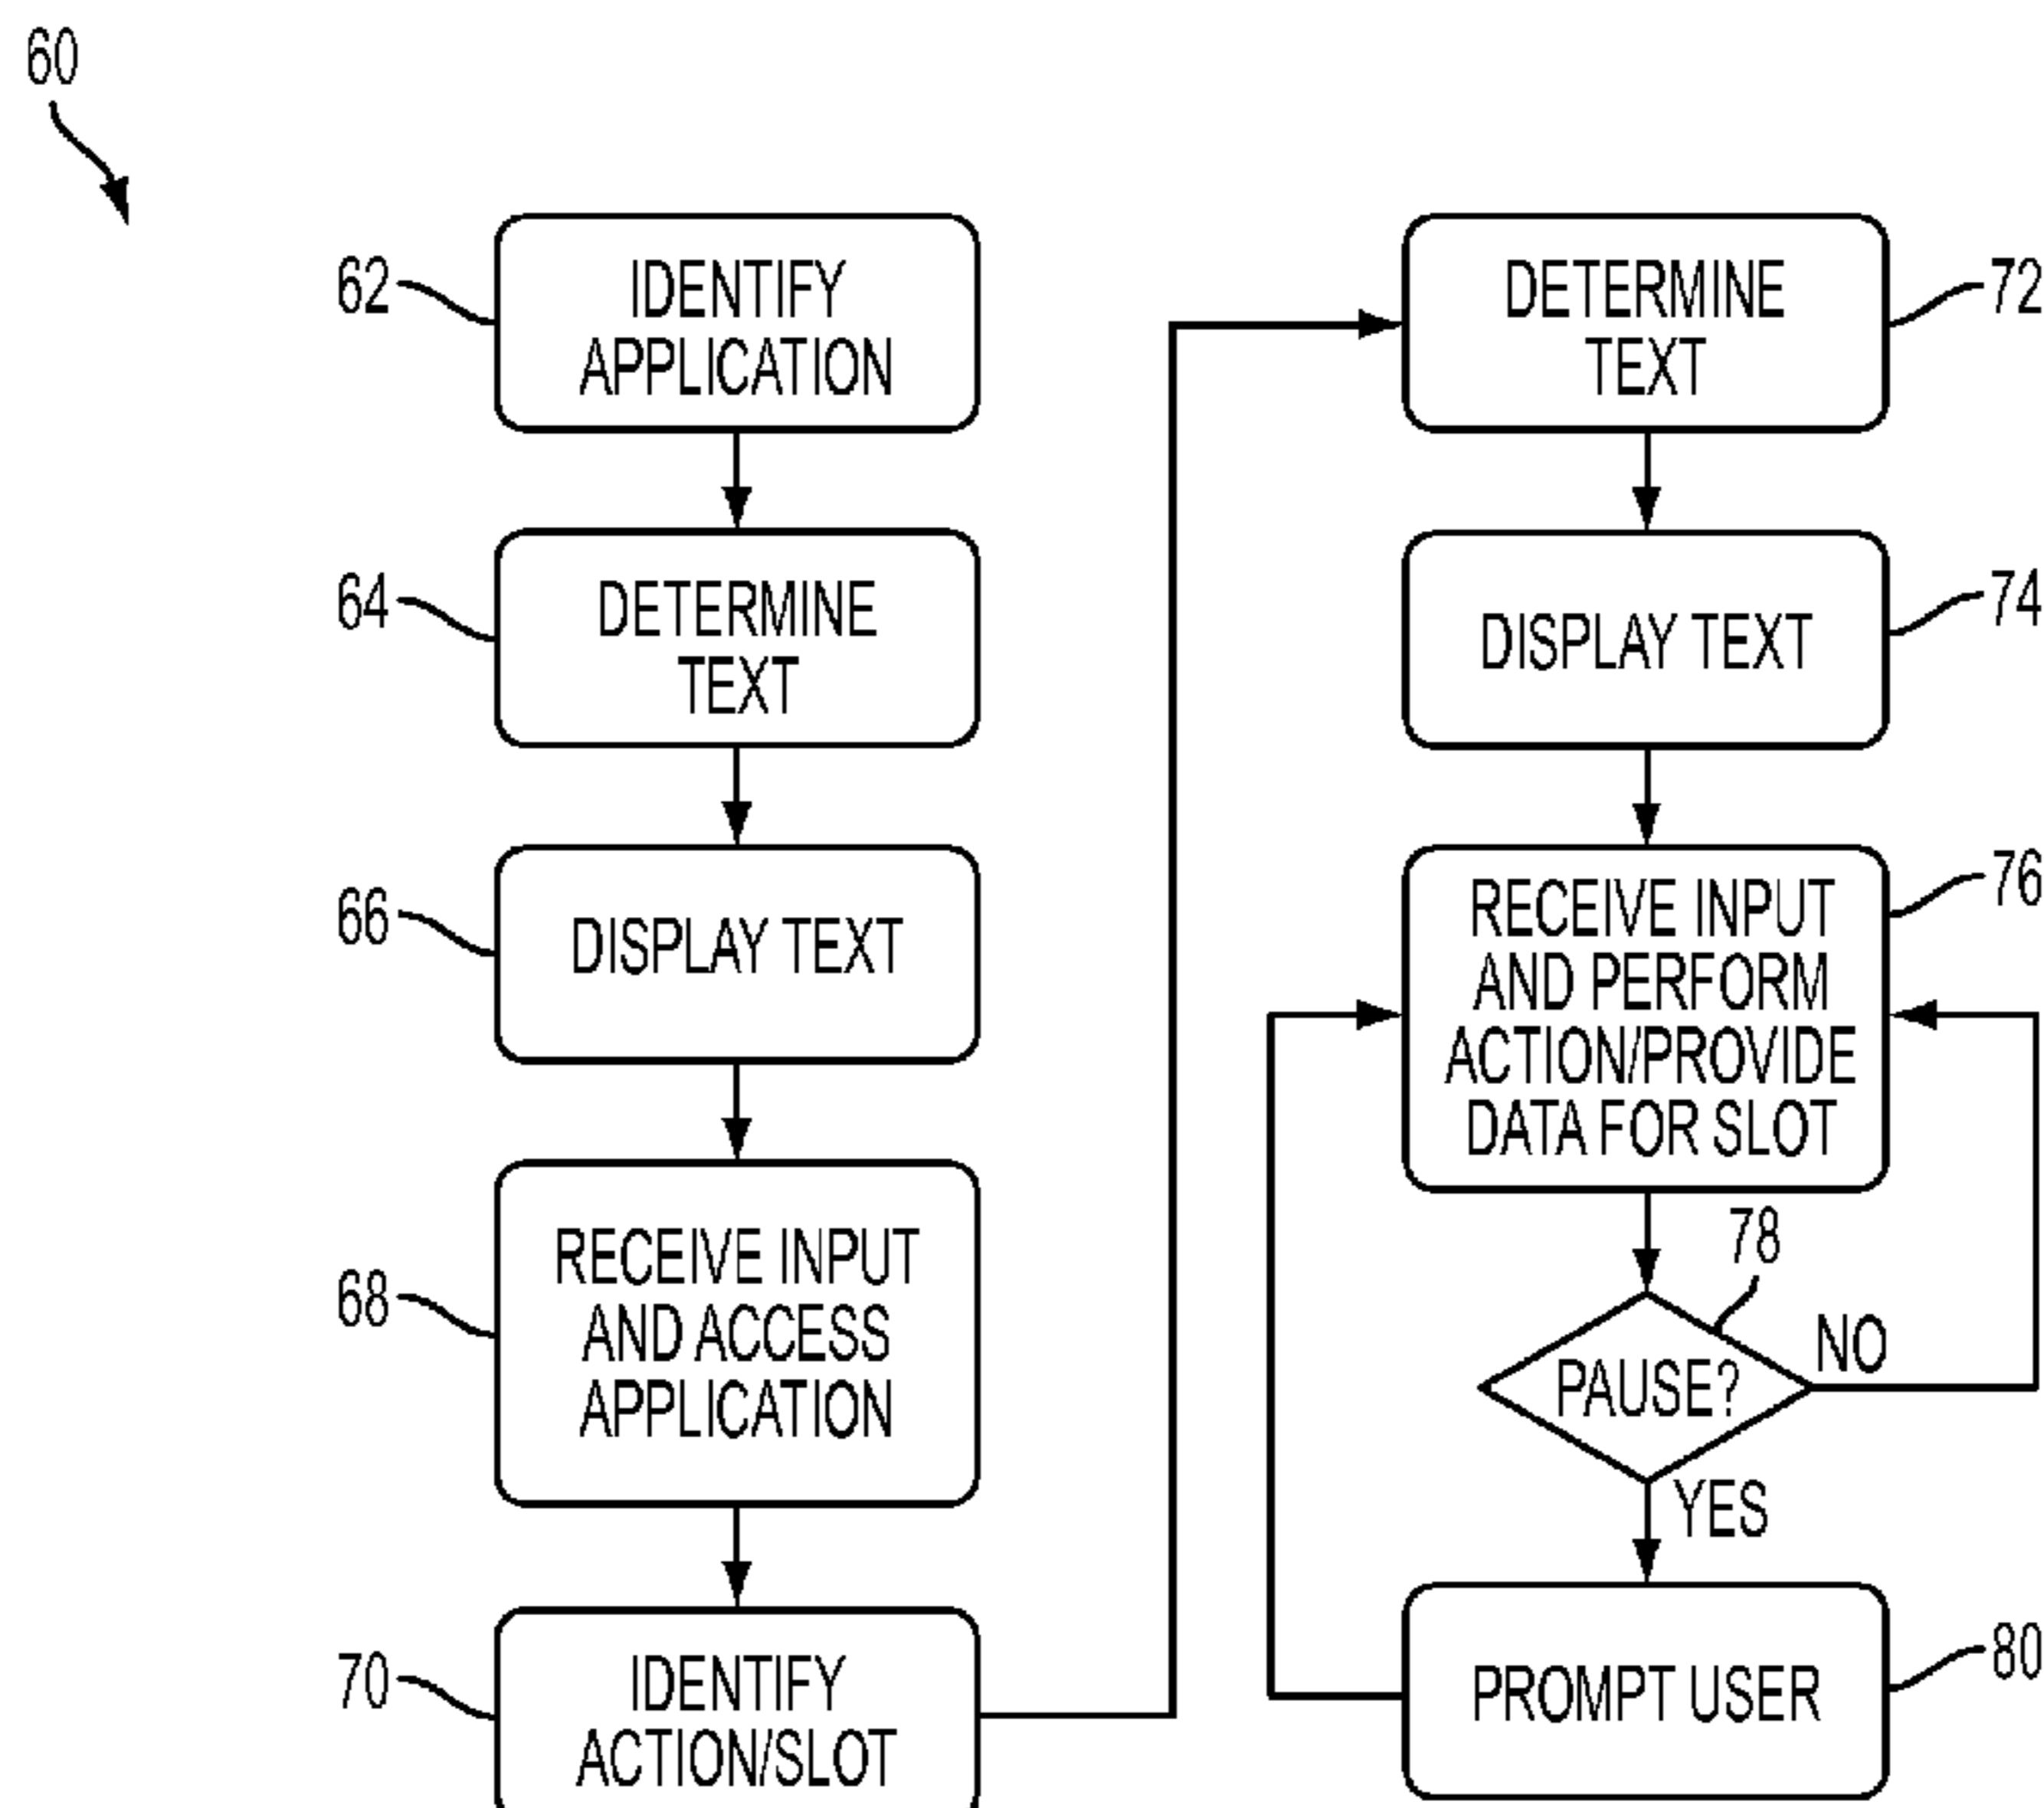 60
62
IDENTIFY
APPLICATION
64
DETERMINE
TEXT
66
DISPLAY TEXT
68
RECEIVE INPUT
AND ACCESS
APPLICATION
70
IDENTIFY
ACTION/SLOT
72
DETERMINE
TEXT
74
DISPLAY TEXT
76
RECEIVE INPUT
AND PERFORM
ACTION/PROVIDE
DATA FOR SLOT
78
PAUSE?
NO
YES
80
PROMPT USER